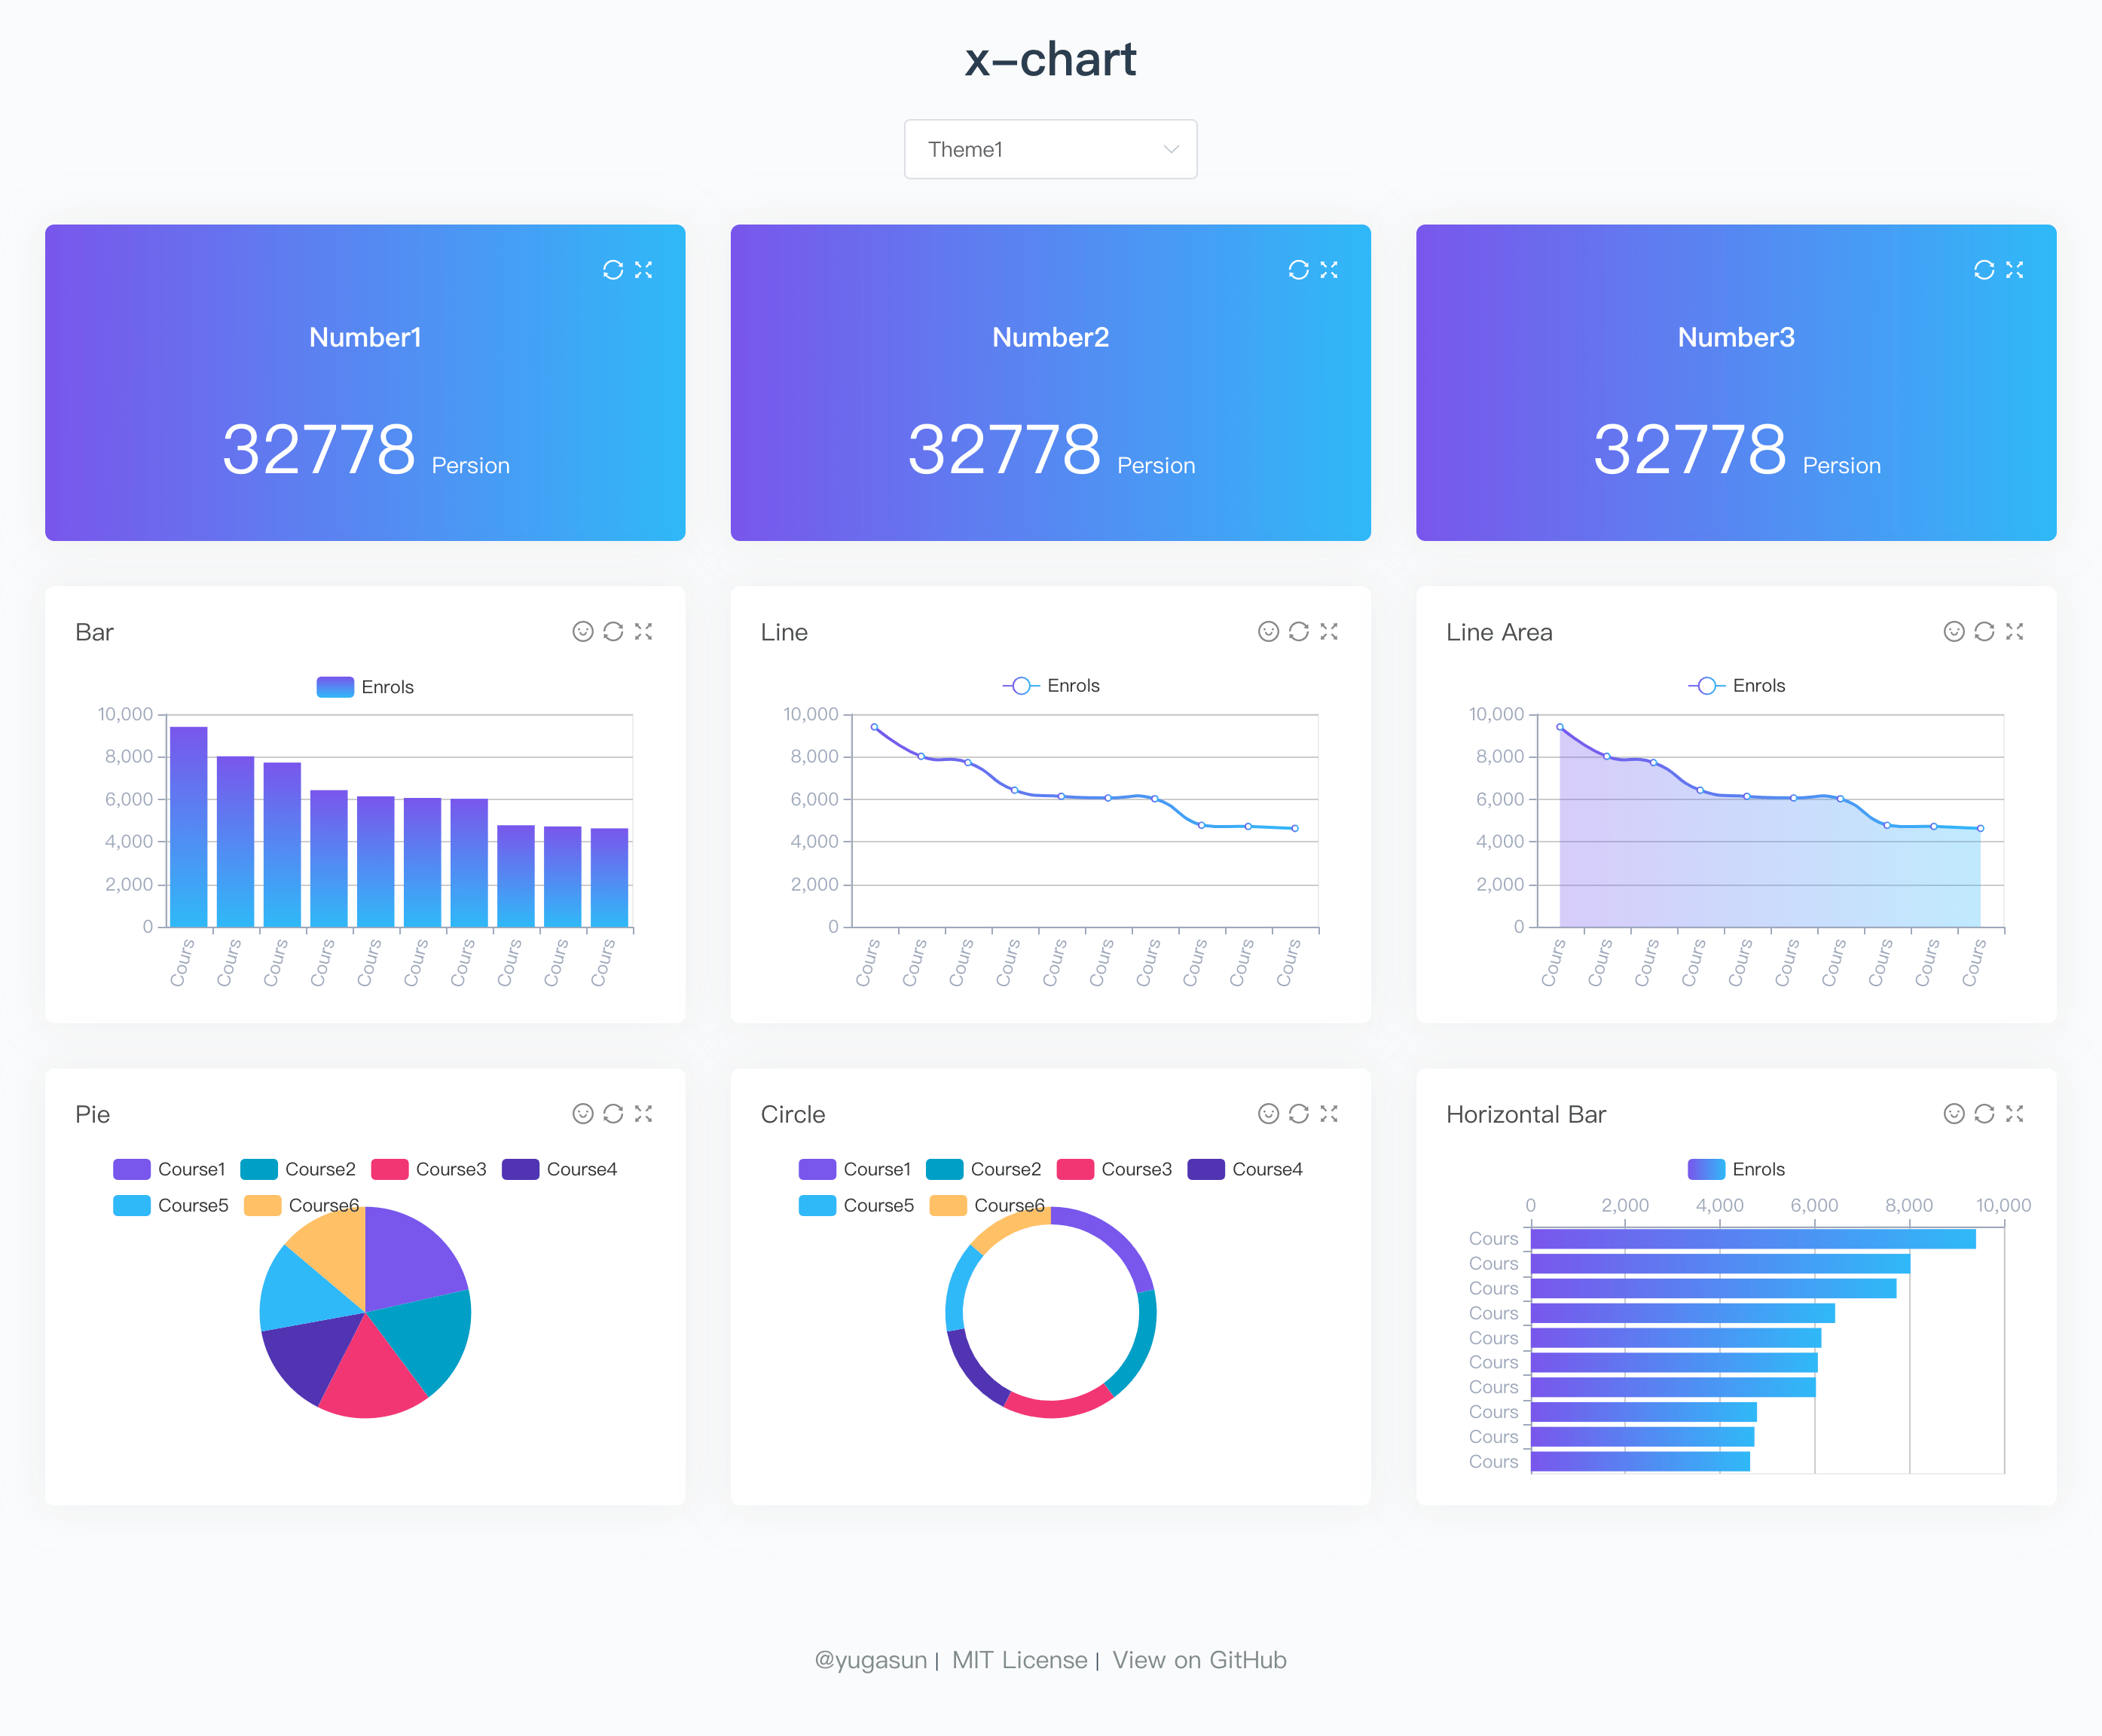 x-chart
Theme1
Number1
32778 Persion
Number2
32778 Persion
Number3
32778 Persion
Bar
Enrols
10,000
8,000
6,000
4,000
2,000
0
Cours Cours Cours Cours Cours Cours Cours Cours Cours Cours
Line
Enrols
10,000
8,000
6,000
4,000
2,000
0
Cours Cours Cours Cours Cours Cours Cours Cours Cours Cours
Line Area
Enrols
10,000
8,000
6,000
4,000
2,000
0
Cours Cours Cours Cours Cours Cours Cours Cours Cours Cours
Pie
Course1 Course2 Course3 Course4
Course5 Course6
Circle
Course1 Course2 Course3 Course4
Course5 Course6
Horizontal Bar
Enrols
0 2,000 4,000 6,000 8,000 10,000
Cours
Cours
Cours
Cours
Cours
Cours
Cours
Cours
Cours
Cours
@yugasun | MIT License | View on GitHub